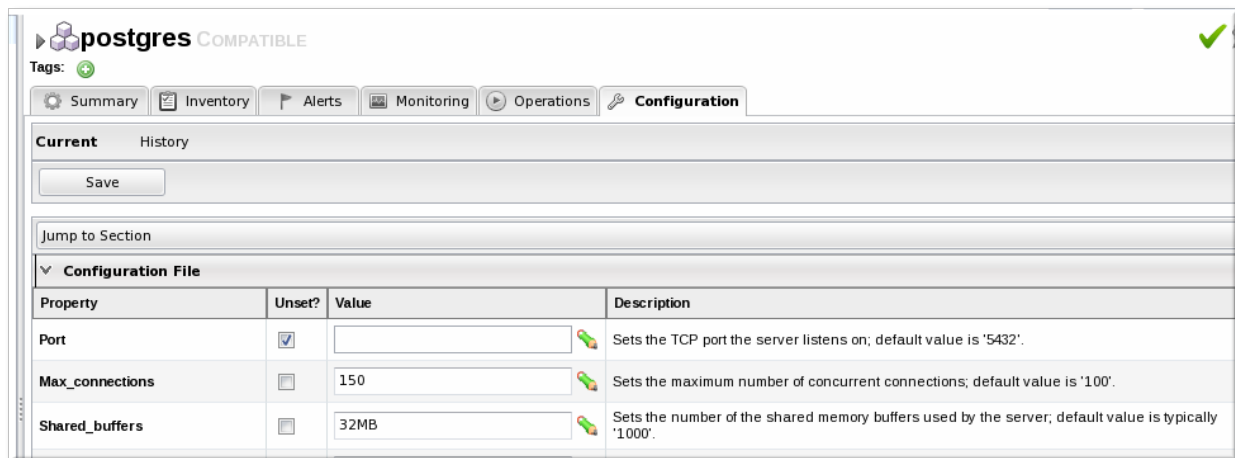 postgres COMPATIBLE
Tags:
Summary Inventory Alerts Monitoring Operations Configuration
Current History
Save
Jump to Section
Configuration File
Property Unset? Value Description
Port Sets the TCP port the server listens on; default value is '5432'.
Max_connections 150 Sets the maximum number of concurrent connections; default value is '100'.
Shared_buffers 32MB Sets the number of the shared memory buffers used by the server; default value is typically
'1000'.